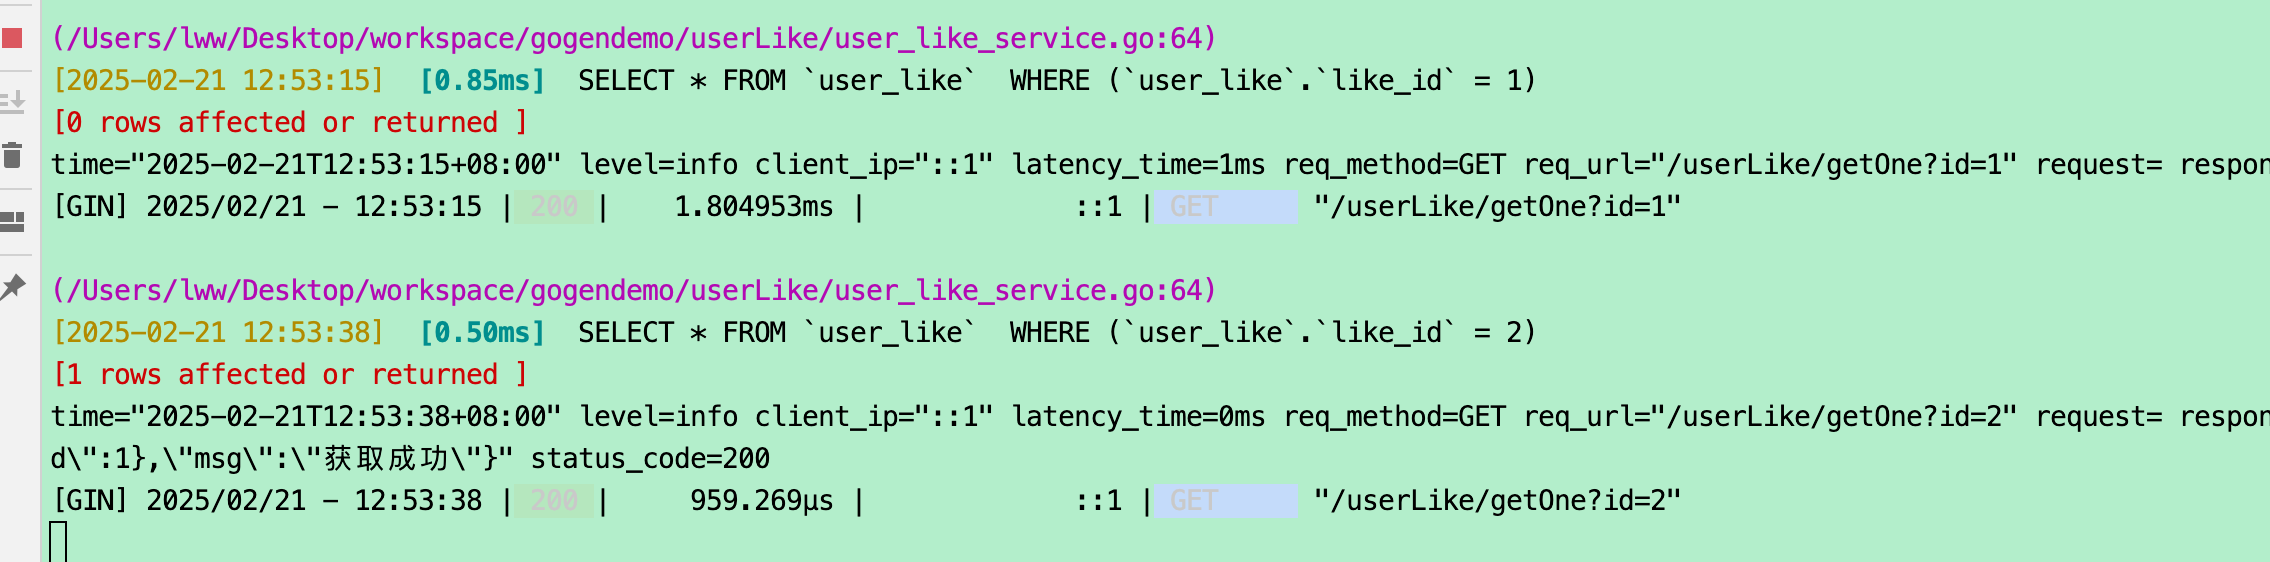 (/Users/lww/Desktop/workspace/gogendemo/userLike/user_like_service.go:64)
[2025-02-21 12:53:15]  [0.85ms]  SELECT * FROM `user_like`  WHERE (`user_like`.`like_id` = 1)
[0 rows affected or returned ]
time="2025-02-21T12:53:15+08:00" level=info client_ip="::1" latency_time=1ms req_method=GET req_url="/userLike/getOne?id=1" request= respon
[GIN] 2025/02/21 - 12:53:15 | 200 |    1.804953ms |             ::1 | GET      "/userLike/getOne?id=1"
(/Users/lww/Desktop/workspace/gogendemo/userLike/user_like_service.go:64)
[2025-02-21 12:53:38]  [0.50ms]  SELECT * FROM `user_like`  WHERE (`user_like`.`like_id` = 2)
[1 rows affected or returned ]
time="2025-02-21T12:53:38+08:00" level=info client_ip="::1" latency_time=0ms req_method=GET req_url="/userLike/getOne?id=2" request= respon
d\":1},\"msg\":\"获取成功\"}" status_code=200
[GIN] 2025/02/21 - 12:53:38 | 200 |     959.269µs |             ::1 | GET      "/userLike/getOne?id=2"